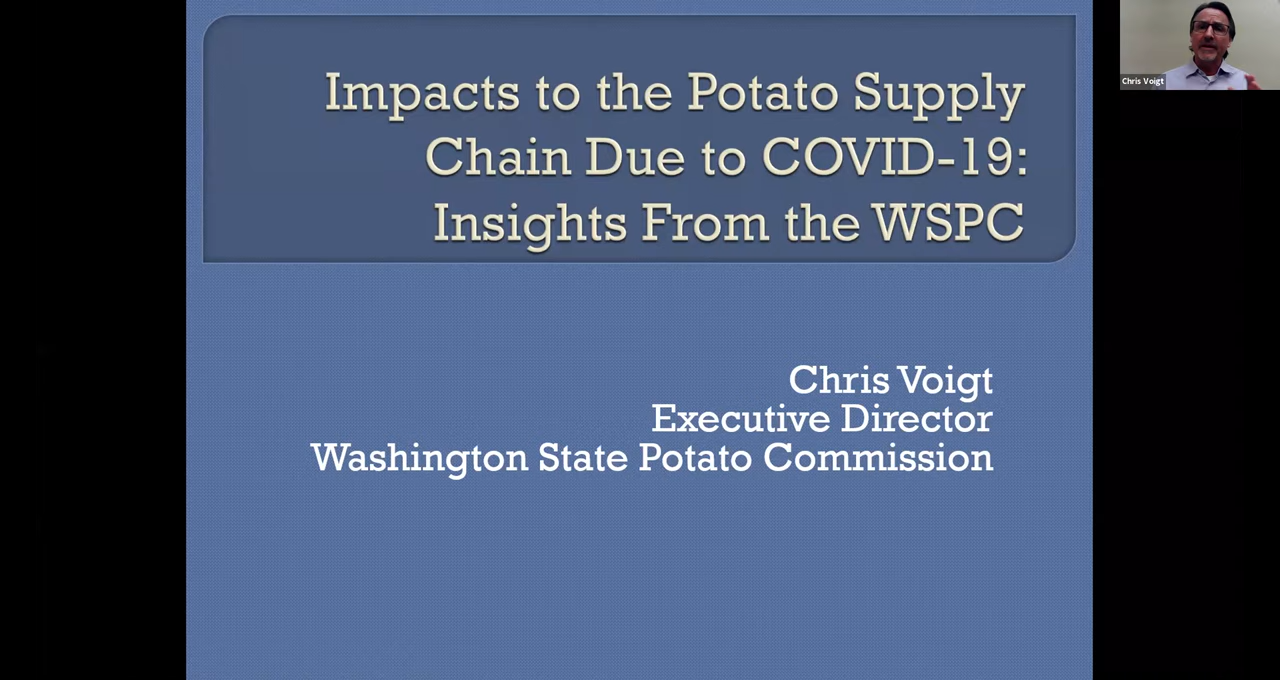 Impacts to the Potato Supply
Chain Due to COVID-19:
Insights From the WSPC
Chris Voigt
Executive Director
Washington State Potato Commission
Chris Voigt